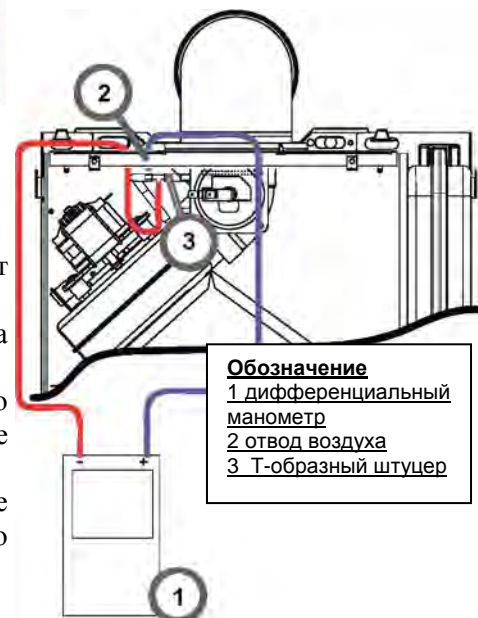 2
3
т
а
о
е
е
о
Обозначение
1 дифференциальный
манометр
2 отвод воздуха
3 Т-образный штуцер
- +
1